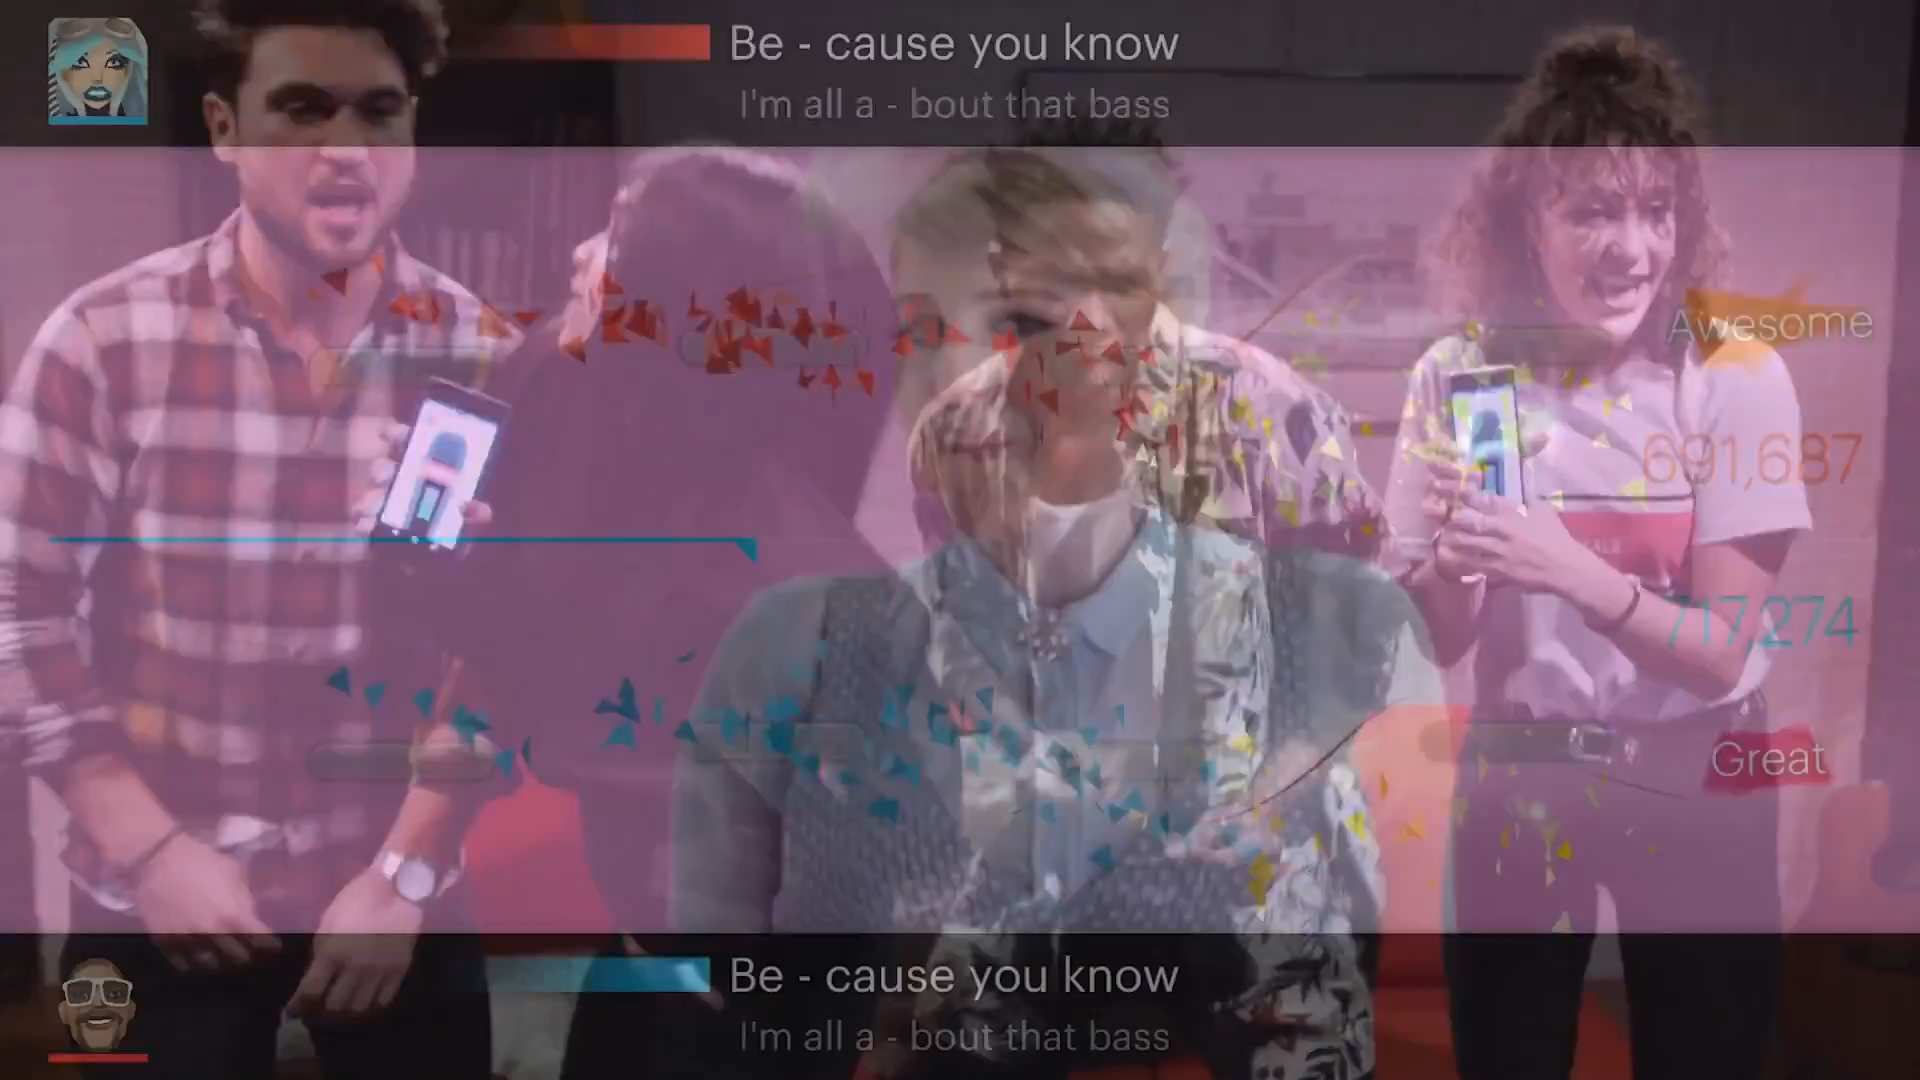 Be - cause you know
I'm all a - bout that bass
Awesome
691,687
717,274
Great
Be - cause you know
I'm all a - bout that bass